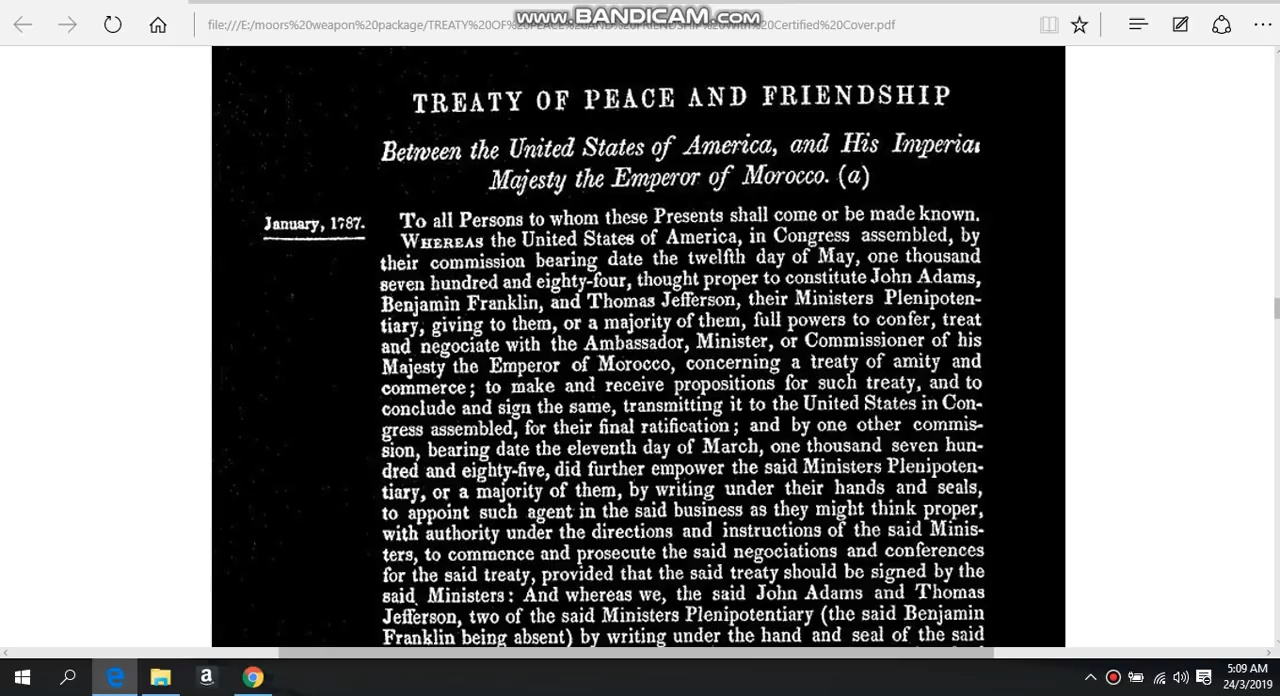 www.BANDICAM.com
file:///E:/moors%20weapon%20package/TREATY%20OF%20PEACE%20AND%20FRIENDSHIP%20With%20Certified%20Cover.pdf
TREATY OF PEACE AND FRIENDSHIP
Between the United States of America, and His Imperial
Majesty the Emperor of Morocco. (a)
January, 1787.
To all Persons to whom these Presents shall come or be made known.
WHEREAS the United States of America, in Congress assembled, by
their commission bearing date the twelfth day of May, one thousand
seven hundred and eighty-four, thought proper to constitute John Adams,
Benjamin Franklin, and Thomas Jefferson, their Ministers Plenipoten-
tiary, giving to them, or a majority of them, full powers to confer, treat
and negociate with the Ambassador, Minister, or Commissioner of his
Majesty the Emperor of Morocco, concerning a treaty of amity and
commerce; to make and receive propositions for such treaty, and to
conclude and sign the same, transmitting it to the United States in Con-
gress assembled, for their final ratification; and by one other commis-
sion, bearing date the eleventh day of March, one thousand seven hun-
dred and eighty-five, did further empower the said Ministers Plenipoten-
tiary, or a majority of them, by writing under their hands and seals,
to appoint such agent in the said business as they might think proper,
with authority under the directions and instructions of the said Minis-
ters, to commence and prosecute the said negociations and conferences
for the said treaty, provided that the said treaty should be signed by the
said Ministers: And whereas we, the said John Adams and Thomas
Jefferson, two of the said Ministers Plenipotentiary (the said Benjamin
Franklin being absent) by writing under the hand and seal of the said
5:09 AM
24/3/2019